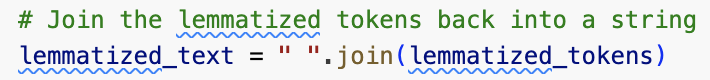 # Join the lemmatized tokens back into a string
lemmatized_text = " ".join(lemmatized_tokens)